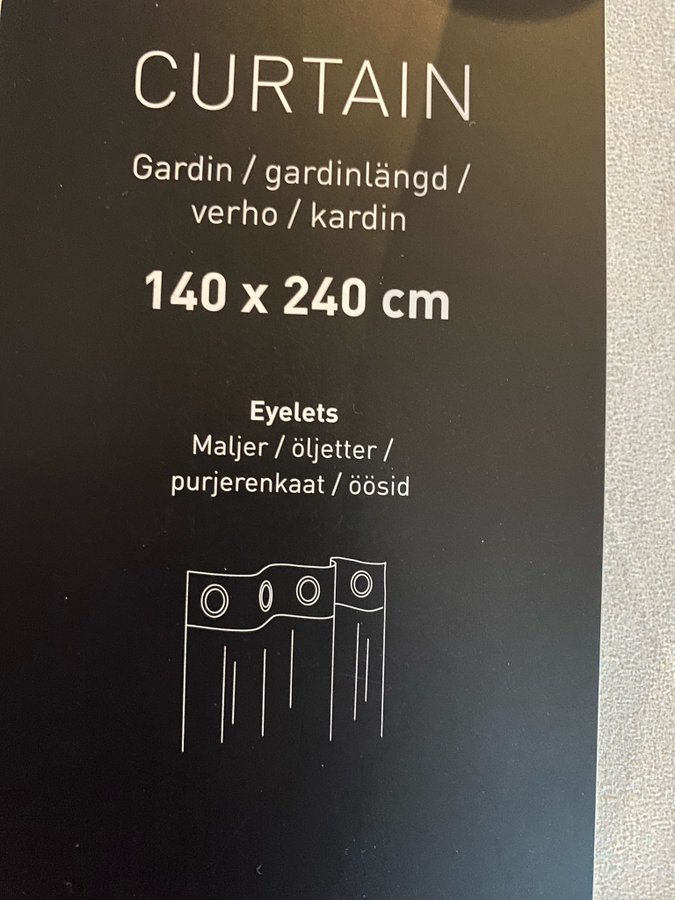 CURTAIN
Gardin / gardinlängd /
verho / kardin
140 x 240 cm
Eyelets
Maljer / öljetter /
purjerenkaat / öösid